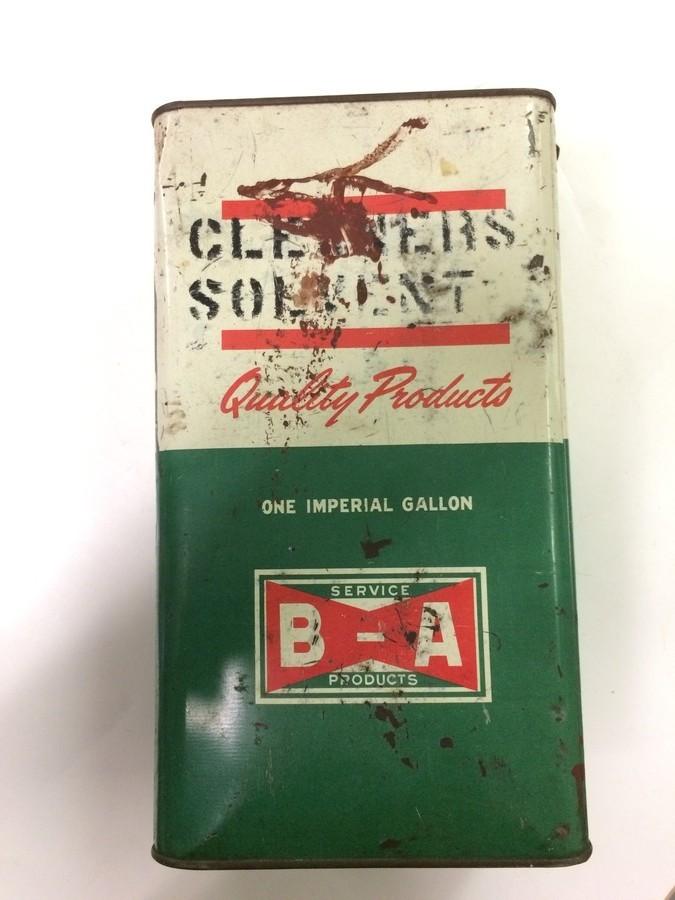 CLEANERS
SOLVENT
Quality Products
ONE IMPERIAL GALLON
SERVICE
B-A
PRODUCTS